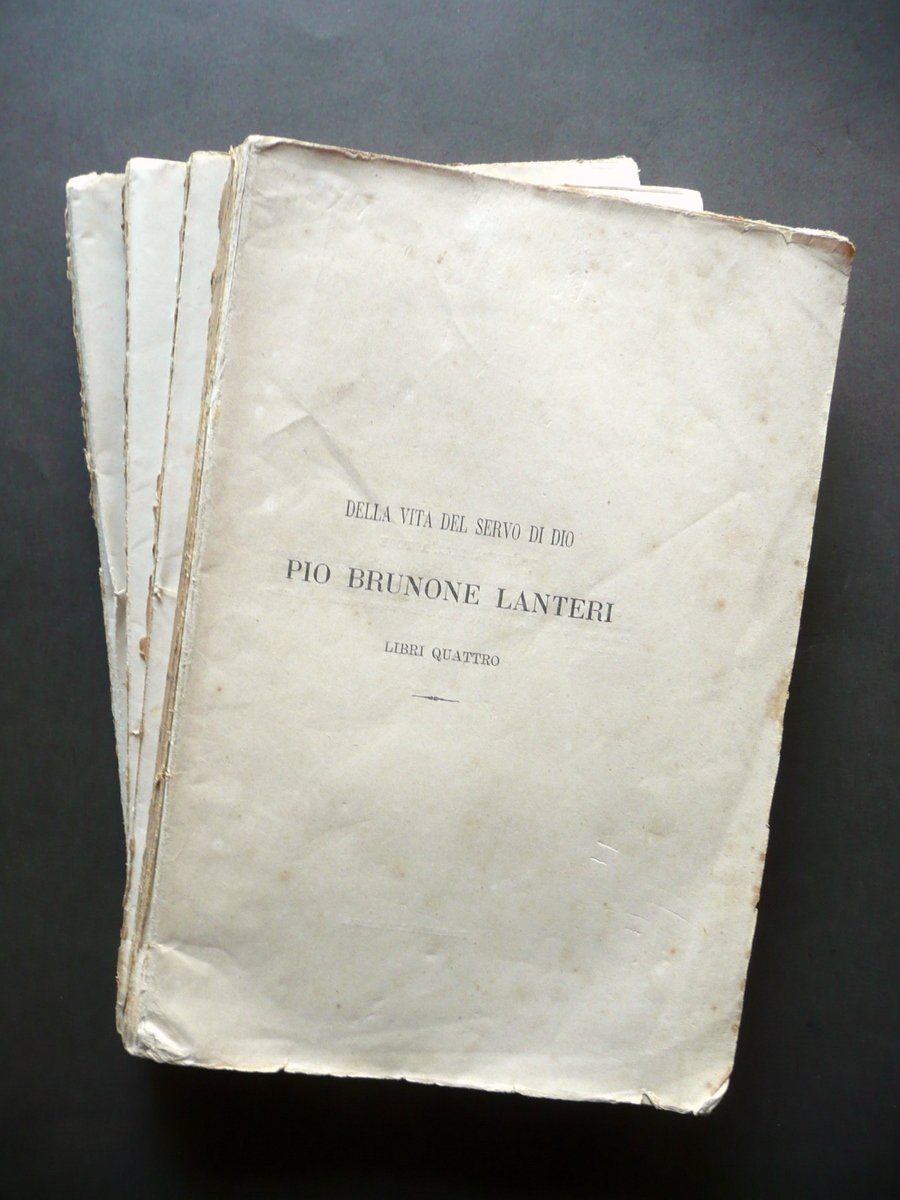 DELLA VITA DEL SERVO DI DIO
PIO BRUNONE LANTERI
LIBRI QUATTRO